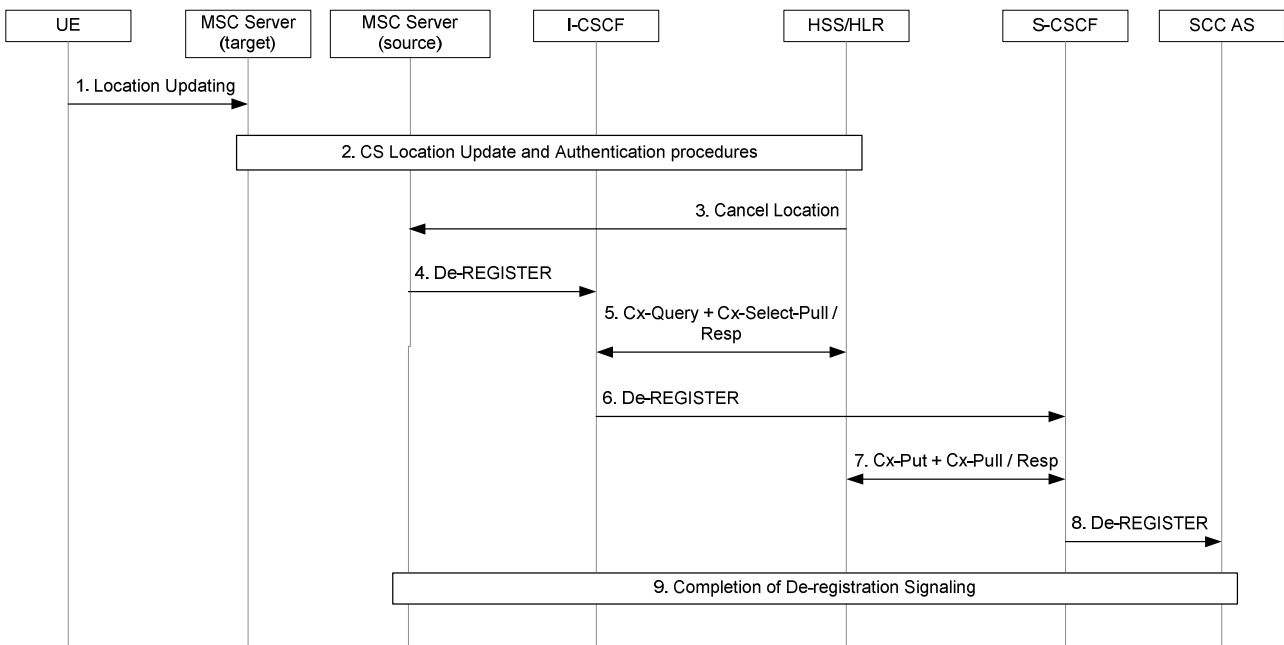 UE
MSC Server
(target)
MSC Server
(source)
I-CSCF
HSS/HLR
S-CSCF
SCC AS
1. Location Updating
2. CS Location Update and Authentication procedures
3. Cancel Location
4. De-REGISTER
5. Cx-Query + Cx-Select-Pull /
Resp
6. De-REGISTER
7. Cx-Put + Cx-Pull / Resp
8. De-REGISTER
9. Completion of De-registration Signaling